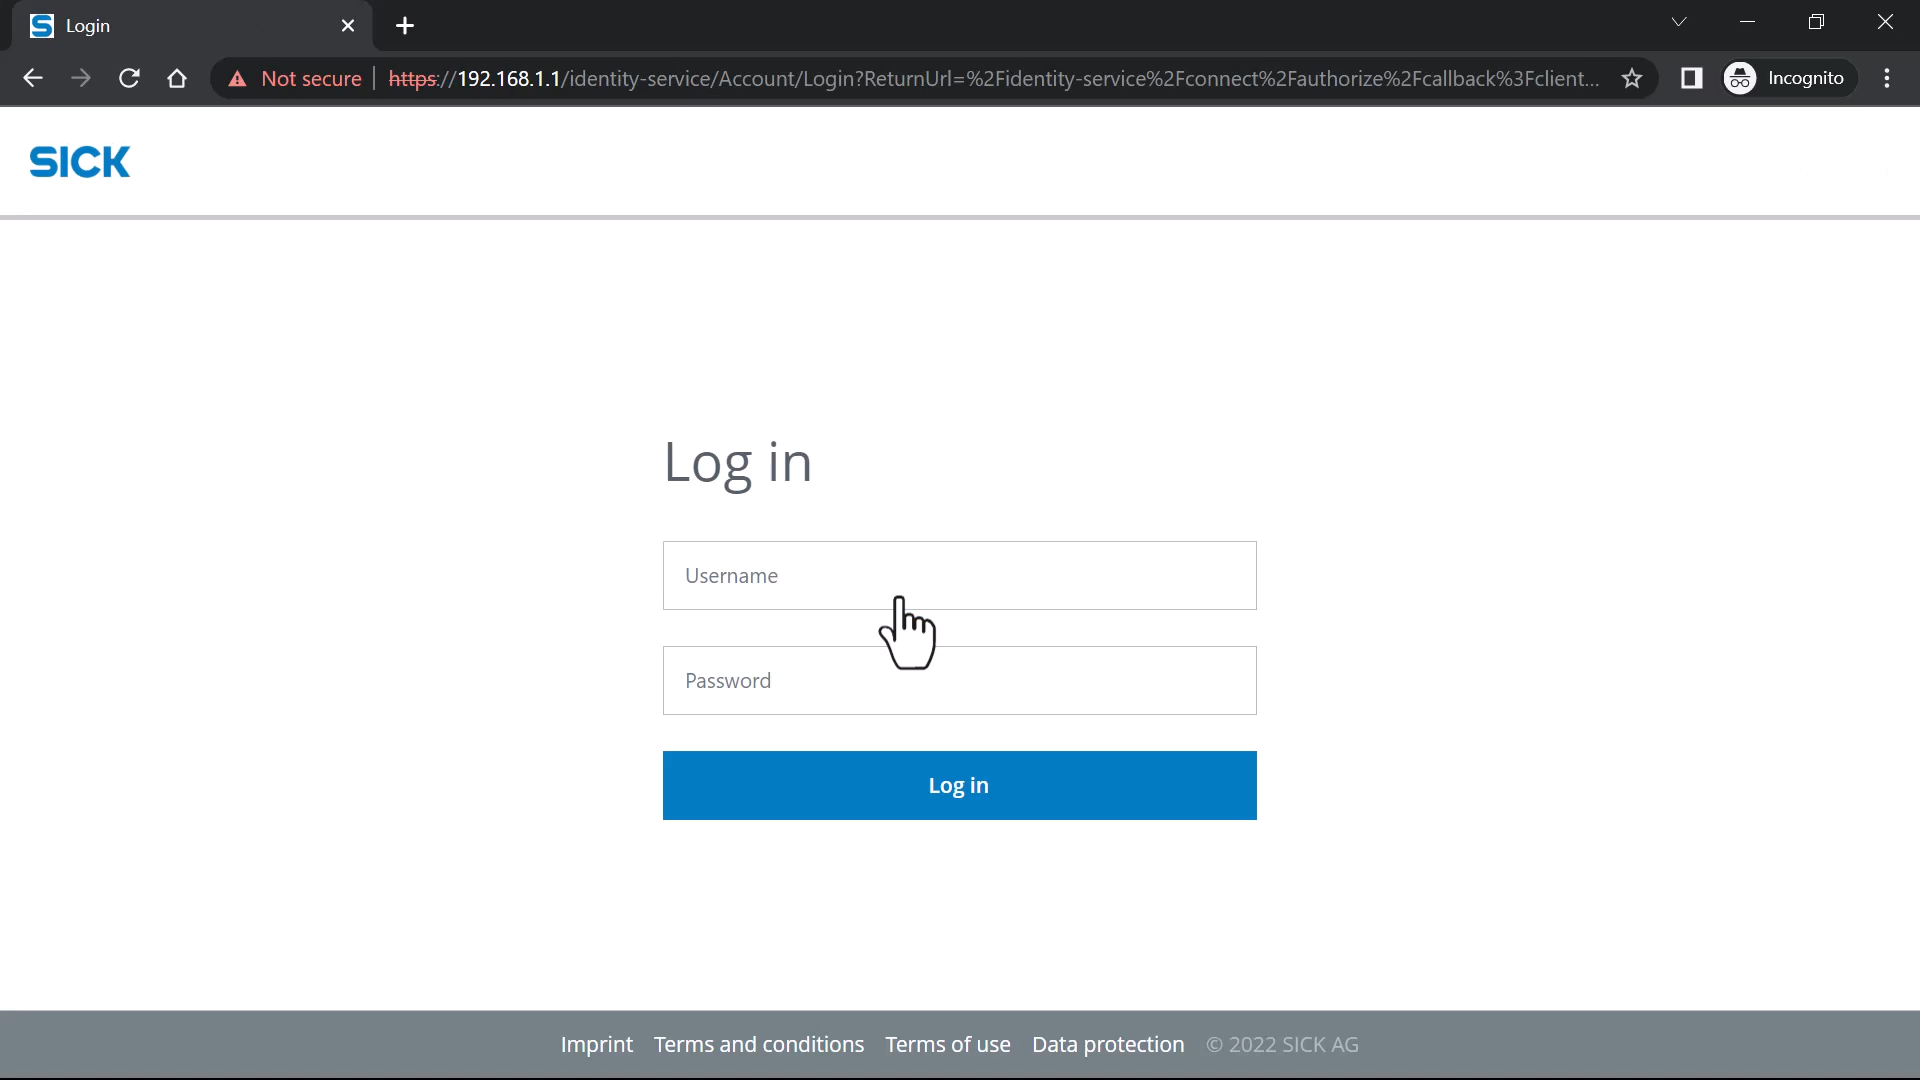 Login
Not secure
https://192.168.1.1/identity-service/Account/Login?ReturnUrl=%2Fidentity-service%2Fconnect%2Fauthorize%2Fcallback%3Fclient...
Incognito
SICK
Log in
Username
Password
Log in
Imprint Terms and conditions Terms of use Data protection © 2022 SICK AG